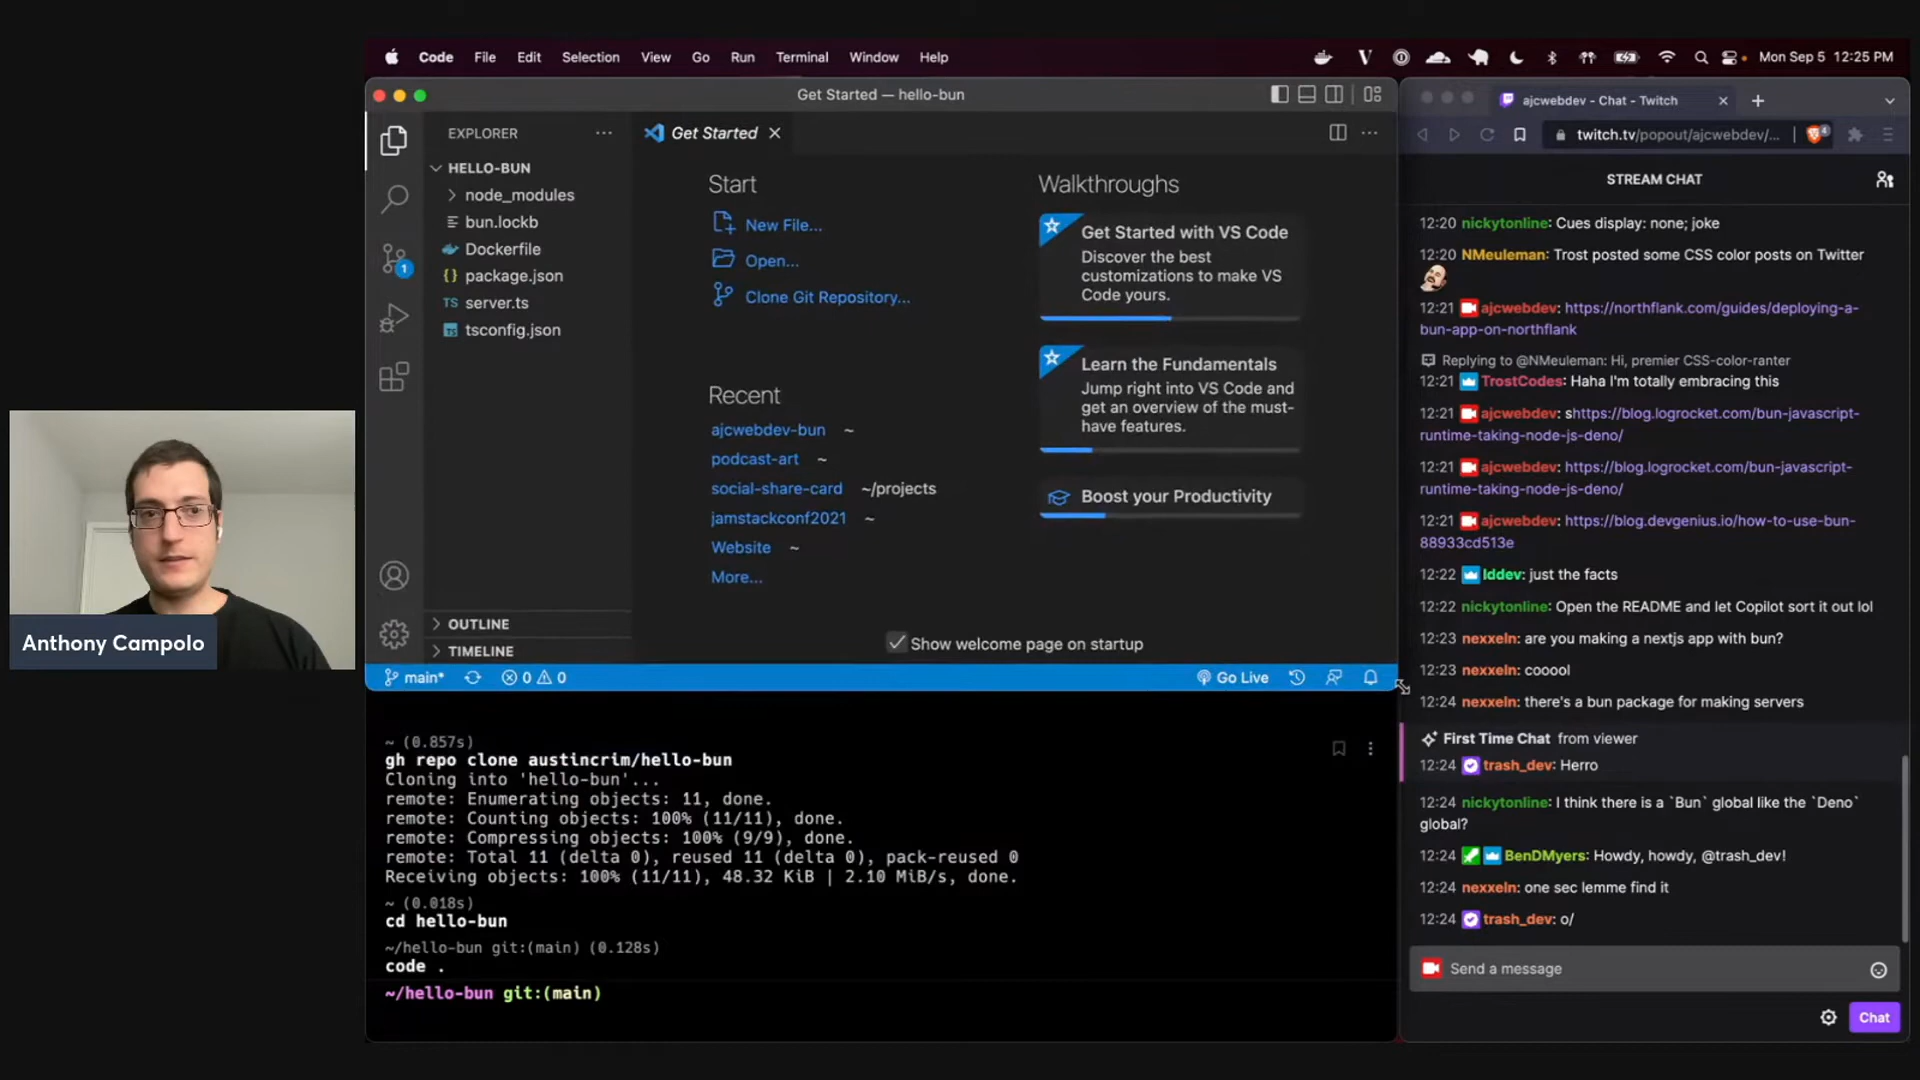 Code File Edit Selection View Go Run Terminal Window Help
Mon Sep 5 12:25 PM
Get Started — hello-bun
EXPLORER
HELLO-BUN
node_modules
bun.lockb
Dockerfile
package.json
TS server.ts
tsconfig.json
1
OUTLINE
TIMELINE
Get Started
Start
New File...
Open...
Clone Git Repository...
Recent
ajcwebdev-bun ~
podcast-art ~
social-share-card ~/projects
jamstackconf2021 ~
Website ~
More...
Walkthroughs
Get Started with VS Code
Discover the best
customizations to make VS
Code yours.
Learn the Fundamentals
Jump right into VS Code and
get an overview of the must-
have features.
Boost your Productivity
Show welcome page on startup
main* 0 0 Go Live
~ (0.857s)
gh repo clone austincrim/hello-bun
Cloning into 'hello-bun'...
remote: Enumerating objects: 11, done.
remote: Counting objects: 100% (11/11), done.
remote: Compressing objects: 100% (9/9), done.
remote: Total 11 (delta 0), reused 11 (delta 0), pack-reused 0
Receiving objects: 100% (11/11), 48.32 KiB | 2.10 MiB/s, done.
~ (0.018s)
cd hello-bun
~/hello-bun git:(main) (0.128s)
code .
~/hello-bun git:(main)
Anthony Campolo
ajcwebdev - Chat - Twitch
twitch.tv/popout/ajcwebdev/...
4
STREAM CHAT
12:20 nickytonline: Cues display: none; joke
12:20 NMeuleman: Trost posted some CSS color posts on Twitter
12:21 ajcwebdev: https://northflank.com/guides/deploying-a-
bun-app-on-northflank
Replying to @NMeuleman: Hi, premier CSS-color-ranter
12:21 TrostCodes: Haha I'm totally embracing this
12:21 ajcwebdev: shttps://blog.logrocket.com/bun-javascript-
runtime-taking-node-js-deno/
12:21 ajcwebdev: https://blog.logrocket.com/bun-javascript-
runtime-taking-node-js-deno/
12:21 ajcwebdev: https://blog.devgenius.io/how-to-use-bun-
88933cd513e
12:22 lddev: just the facts
12:22 nickytonline: Open the README and let Copilot sort it out lol
12:23 nexxeln: are you making a nextjs app with bun?
12:23 nexxeln: cooool
12:24 nexxeln: there's a bun package for making servers
First Time Chat from viewer
12:24 trash_dev: Herro
12:24 nickytonline: I think there is a `Bun` global like the `Deno`
global?
12:24 BenDMyers: Howdy, howdy, @trash_dev!
12:24 nexxeln: one sec lemme find it
12:24 trash_dev: o/
Send a message
Chat